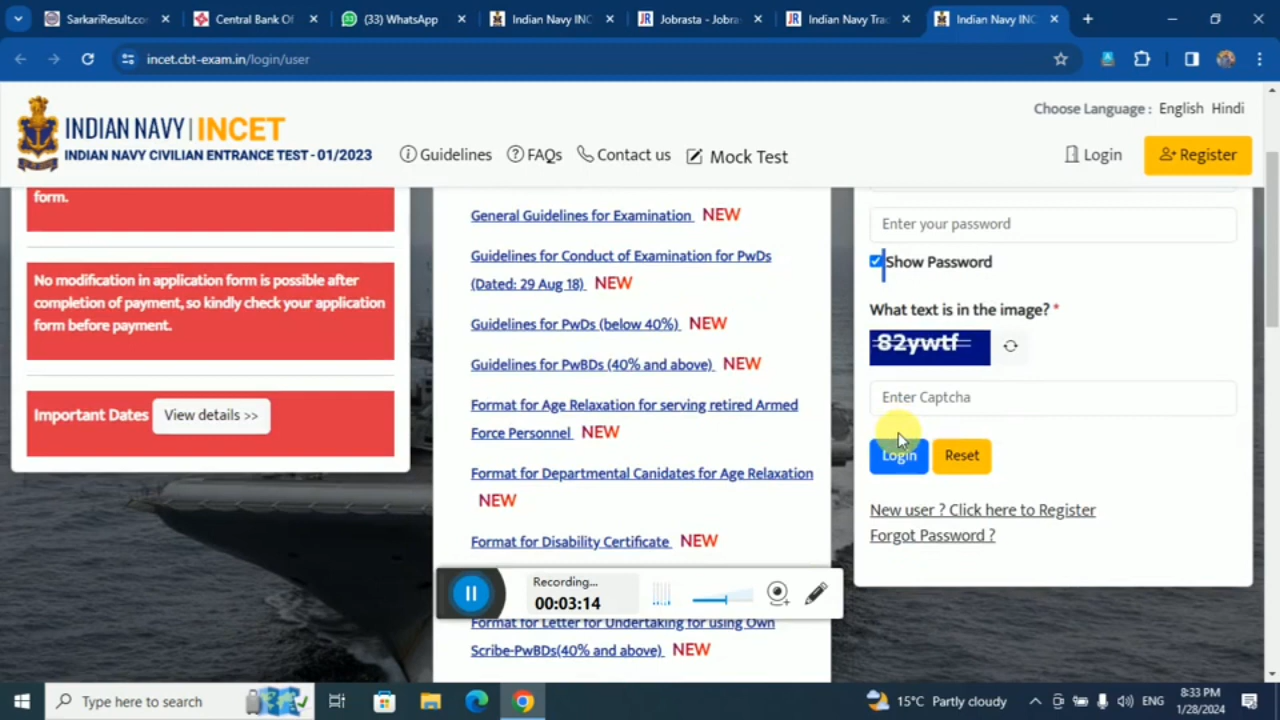 SarkariResult.co
Central Bank Of
(33) WhatsApp
Indian Navy INC
Jobrasta - Jobra
Indian Navy Tra
Indian Navy INC
incet.cbt-exam.in/login/user
Choose Language : English Hindi
INDIAN NAVY | INCET
INDIAN NAVY CIVILIAN ENTRANCE TEST - 01/2023
Guidelines
FAQs
Contact us
Mock Test
Login
Register
form.
No modification in application form is possible after
completion of payment, so kindly check your application
form before payment.
Important Dates View details >>
General Guidelines for Examination NEW
Guidelines for Conduct of Examination for PwDs
(Dated: 29 Aug 18) NEW
Guidelines for PwDs (below 40%) NEW
Guidelines for PwBDs (40% and above) NEW
Format for Age Relaxation for serving retired Armed
Force Personnel NEW
Format for Departmental Canidates for Age Relaxation
NEW
Format for Disability Certificate NEW
Format for Letter for Undertaking for using Own
Scribe-PwBDs(40% and above) NEW
Enter your password
Show Password
What text is in the image? *
82ywtf
Enter Captcha
Login Reset
New user ? Click here to Register
Forgot Password ?
Recording...
00:03:14
Type here to search
15°C Partly cloudy
ENG
8:33 PM
1/28/2024